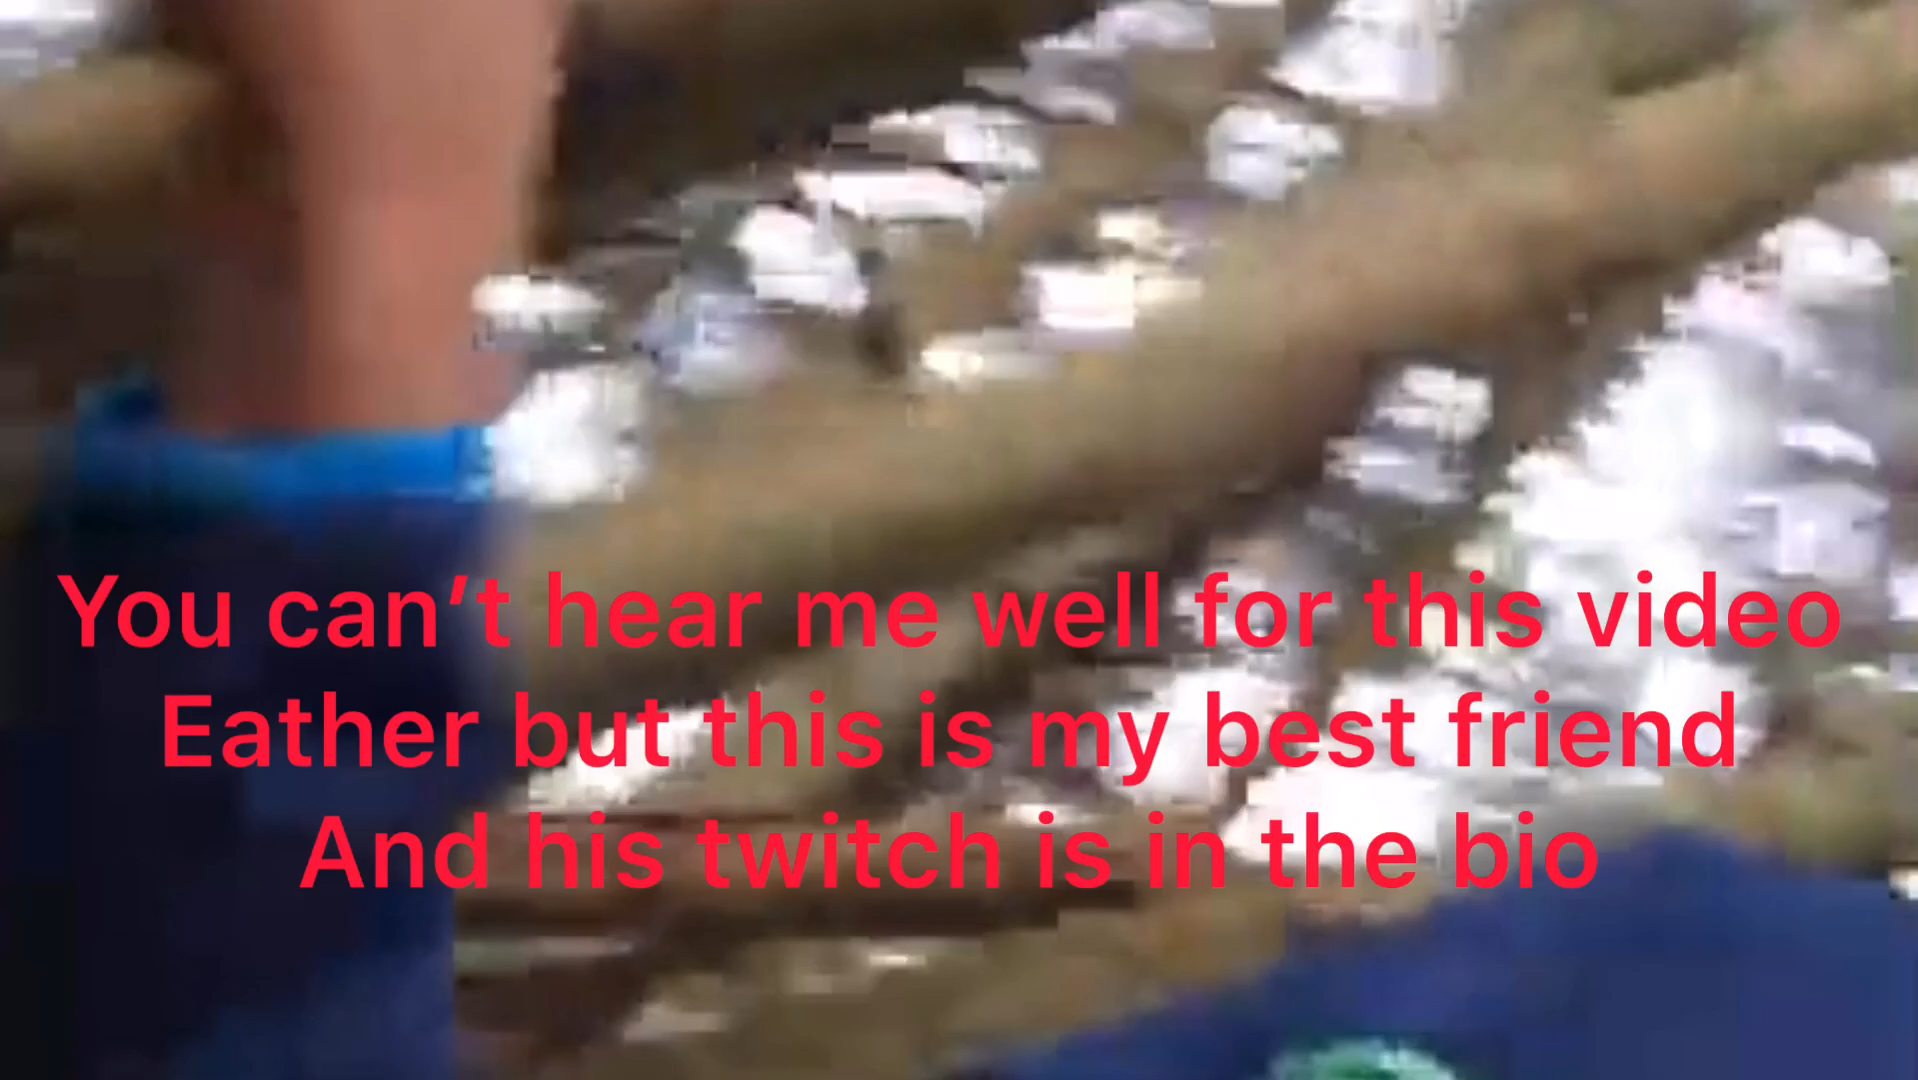 You can’t hear me well for this video
Eather but this is my best friend
And his twitch is in the bio